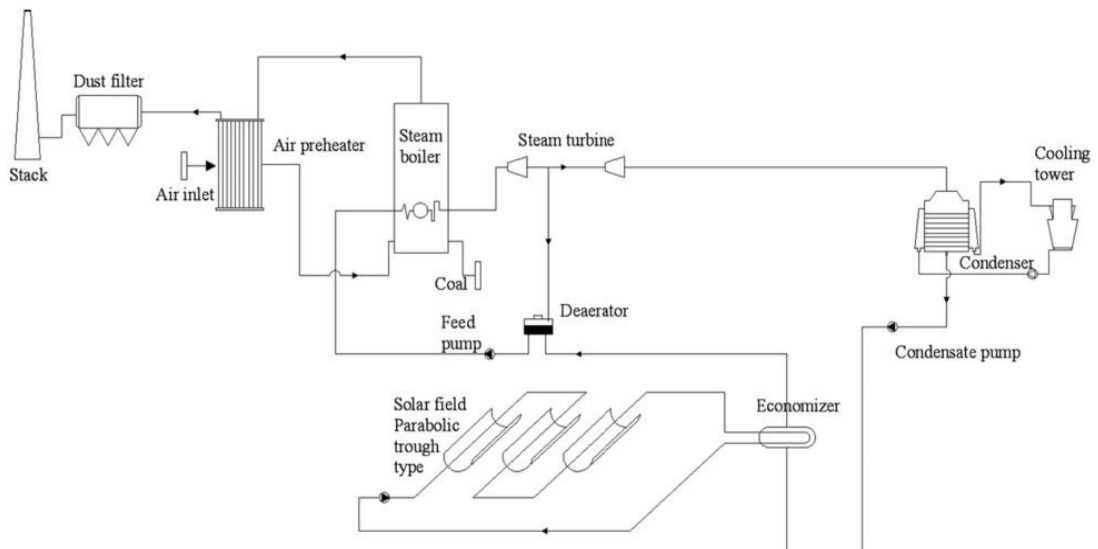 Dust filter
Stack
Air inlet
Air preheater
Steam
boiler
Coal
Steam turbine
Cooling
tower
Condenser
Condensate pump
Deaerator
Feed
pump
Solar field
Parabolic
trough
type
Economizer